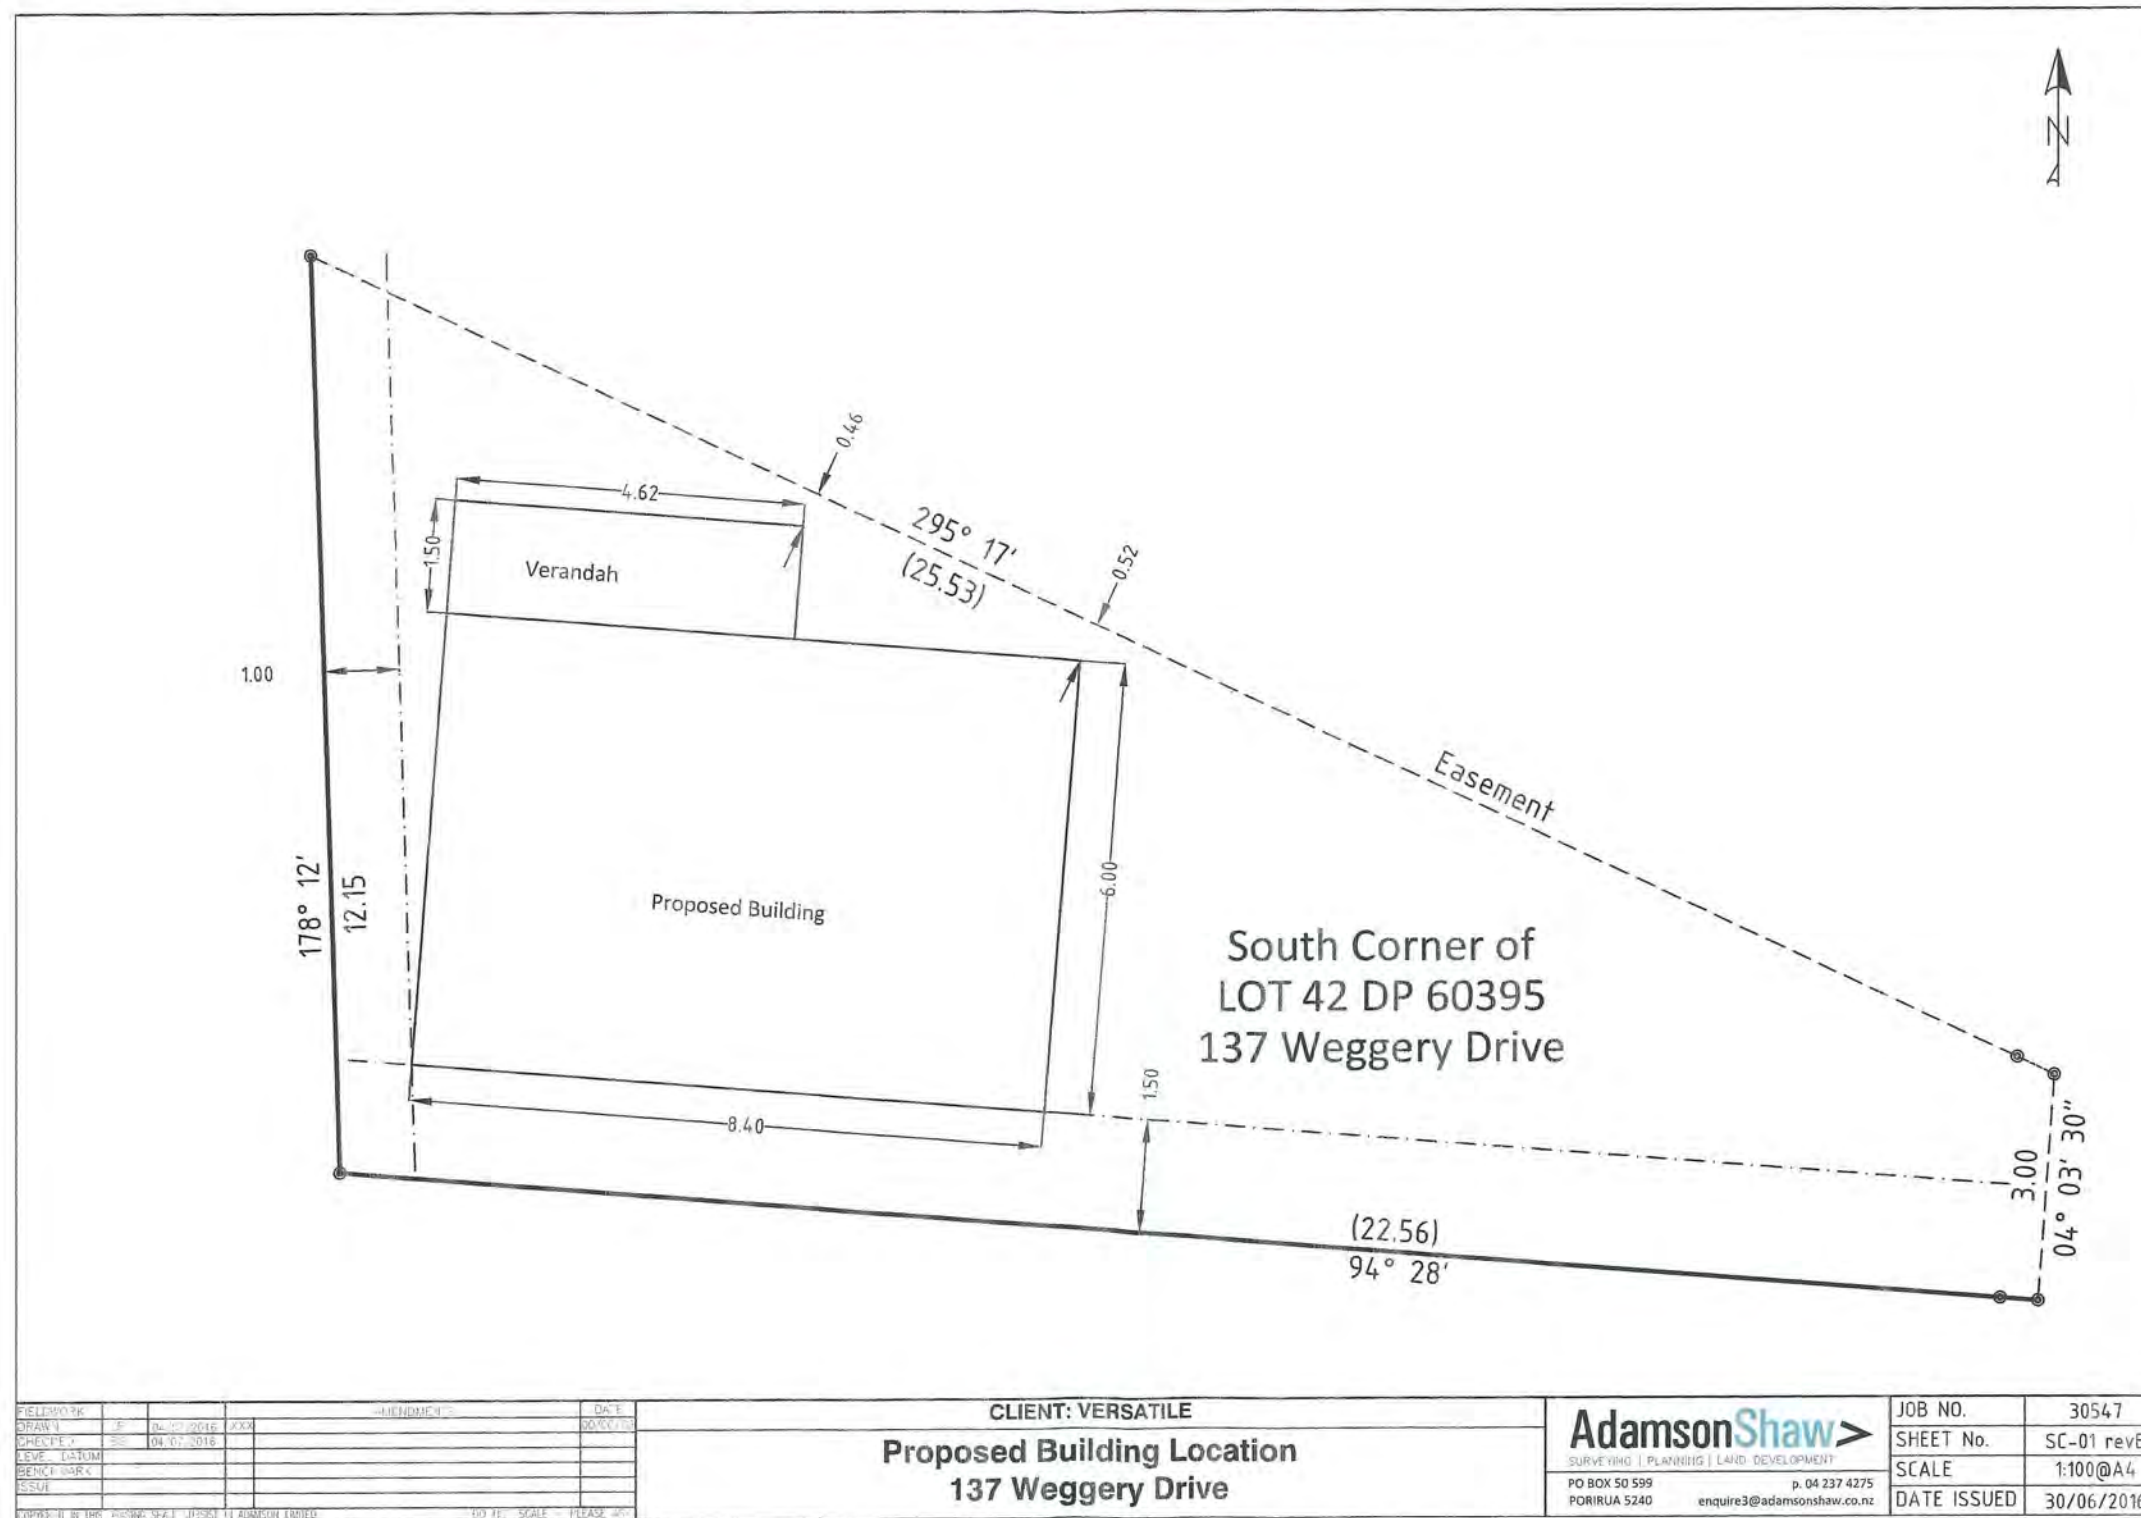 N
0.46
4.62
295° 17'
(25.53)
0.52
1.50
Verandah
1.00
Easement
178° 12'
12.15
6.00
Proposed Building
South Corner of
LOT 42 DP 60395
137 Weggery Drive
1.50
8.40
3.00
04° 03' 30"
(22.56)
94° 28'
FIELDWORK
DRAWN 04/07/2016 XXX
CHECKED 04/07/2016
LEVEL DATUM
BENCHMARK
ISSUE
AMENDMENTS
DATE
CLIENT: VERSATILE
Proposed Building Location
137 Weggery Drive
AdamsonShaw>
SURVEYING | PLANNING | LAND DEVELOPMENT
PO BOX 50 599
PORIRUA 5240
p. 04 237 4275
enquire3@adamsonshaw.co.nz
JOB NO. 30547
SHEET No. SC-01 revB
SCALE 1:100@A4
DATE ISSUED 30/06/2016